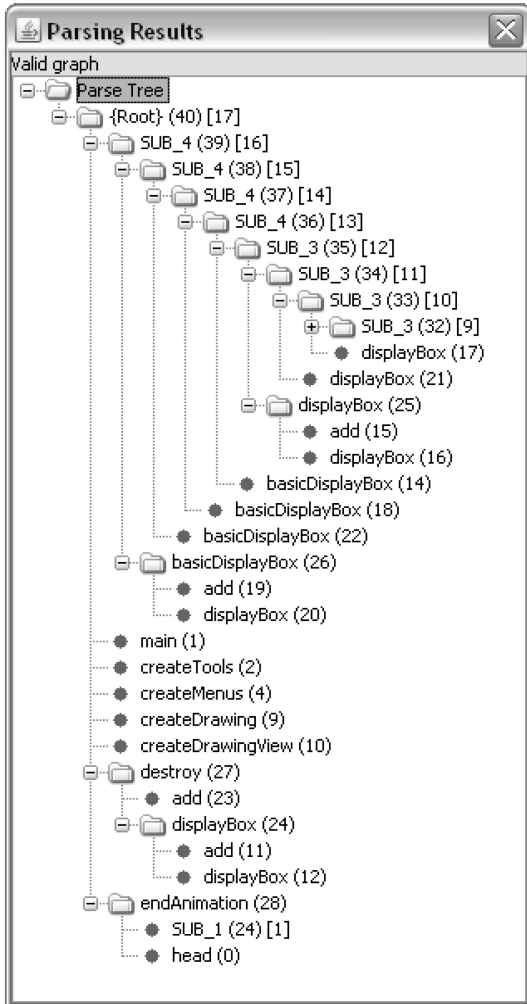 Parsing Results
Valid graph
Parse Tree
{Root} (40) [17]
SUB_4 (39) [16]
SUB_4 (38) [15]
SUB_4 (37) [14]
SUB_4 (36) [13]
SUB_3 (35) [12]
SUB_3 (34) [11]
SUB_3 (33) [10]
SUB_3 (32) [9]
displayBox (17)
displayBox (21)
displayBox (25)
add (15)
displayBox (16)
basicDisplayBox (14)
basicDisplayBox (18)
basicDisplayBox (22)
basicDisplayBox (26)
add (19)
displayBox (20)
main (1)
createTools (2)
createMenus (4)
createDrawing (9)
createDrawingView (10)
destroy (27)
add (23)
displayBox (24)
add (11)
displayBox (12)
endAnimation (28)
SUB_1 (24) [1]
head (0)